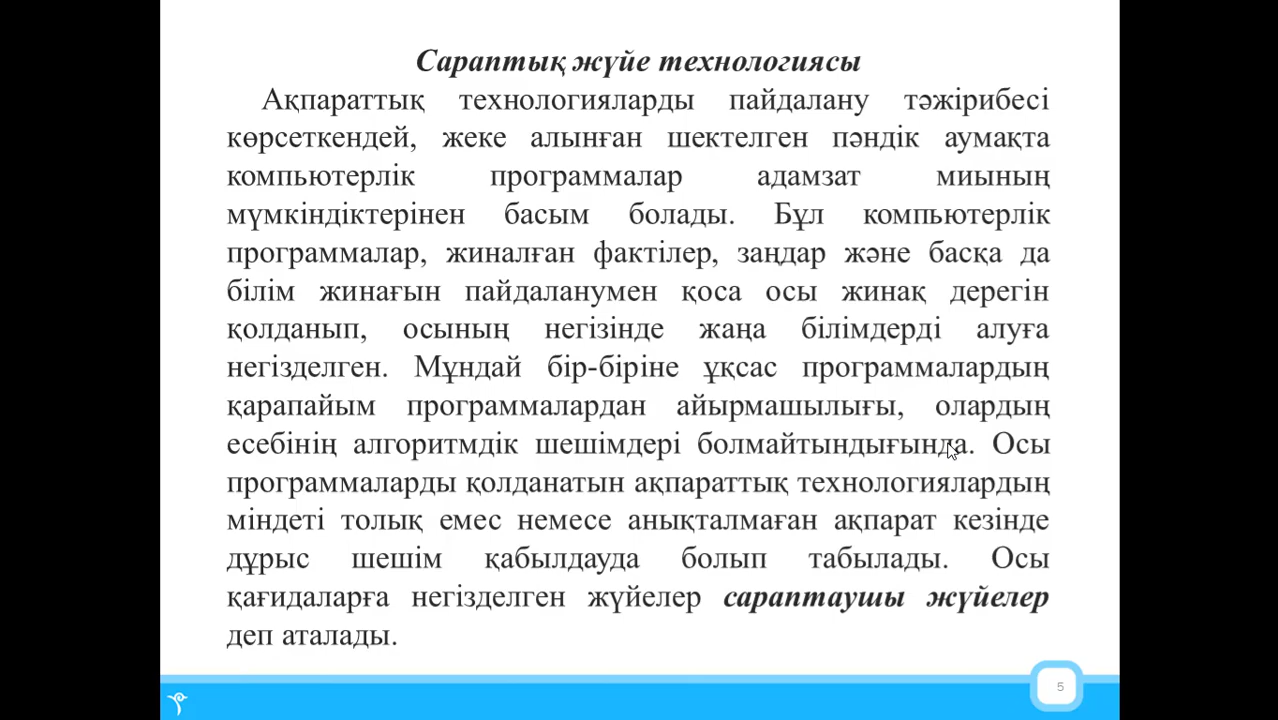 Сараптық жүйе технологиясы
Ақпараттық технологияларды пайдалану тәжірибесі
көрсеткендей, жеке алынған шектелген пәндік аумақта
компьютерлік программалар адамзат миының
мүмкіндіктерінен басым болады. Бұл компьютерлік
программалар, жиналған фактілер, заңдар және басқа да
білім жинағын пайдаланумен қоса осы жинақ дерегін
қолданып, осының негізінде жаңа білімдерді алуға
негізделген. Мұндай бір-біріне ұқсас программалардың
қарапайым программалардан айырмашылығы, олардың
есебінің алгоритмдік шешімдері болмайтындығында. Осы
программаларды қолданатын ақпараттық технологиялардың
міндеті толық емес немесе анықталмаған ақпарат кезінде
дұрыс шешім қабылдауда болып табылады. Осы
қағидаларға негізделген жүйелер сараптаушы жүйелер
деп аталады.
5